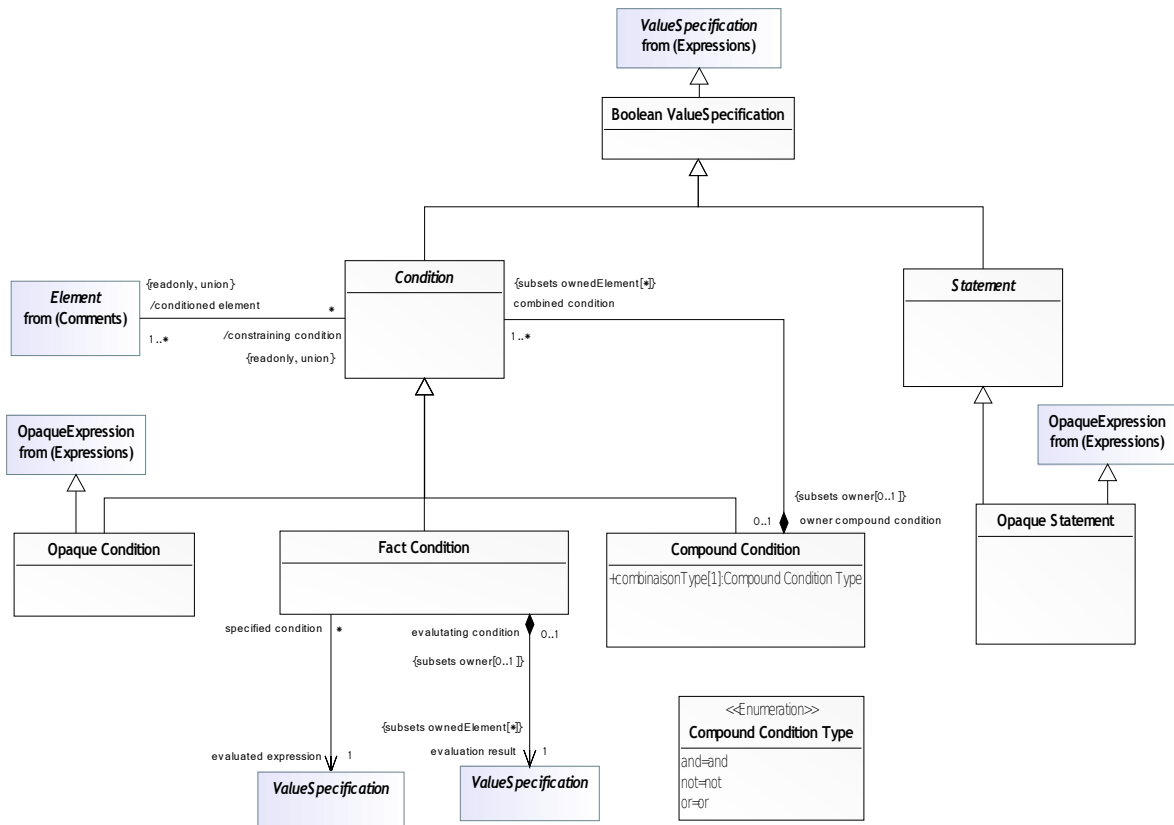 ValueSpecification
from (Expressions)
Boolean ValueSpecification
Element
from (Comments)
{readonly, union}
/conditioned element
1..*
*
/constraining condition
{readonly, union}
Condition
{subsets ownedElement[*]}
combined condition
1..*
Statement
OpaqueExpression
from (Expressions)
OpaqueExpression
from (Expressions)
{subsets owner[0..1]}
0..1
owner compound condition
Opaque Condition
Fact Condition
Compound Condition
+combinaisonType[1]:Compound Condition Type
Opaque Statement
specified condition
*
evalutating condition
0..1
{subsets owner[0..1]}
{subsets ownedElement[*]}
evaluated expression
1
evaluation result
1
ValueSpecification
ValueSpecification
<<Enumeration>>
Compound Condition Type
and=and
not=not
or=or